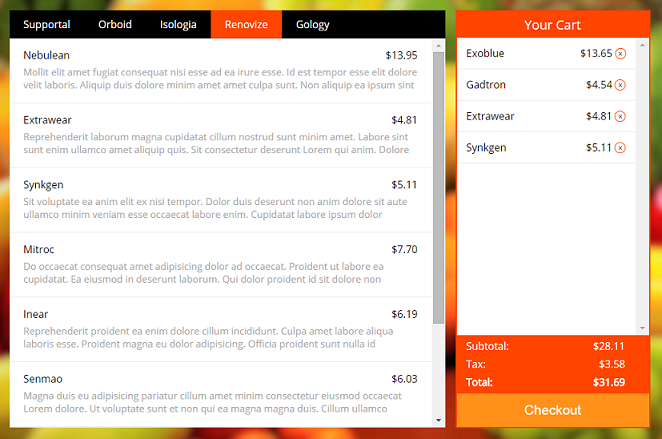 Supportal Orboid Isologia Renovize Gology
Nebulean $13.95
Mollit elit amet fugiat consequat nisi esse ad ea irure esse. Id est tempor esse elit dolore
velit laboris. Aliquip duis dolore minim amet amet culpa sunt. Non aliquip ea ipsum sint
Extrawear $4.81
Reprehenderit laborum magna cupidatat cillum nostrud sunt minim amet. Labore sint
sunt enim ullamco amet aliquip quis. Sit consectetur deserunt Lorem qui anim. Dolore
Synkgen $5.11
Sit voluptate ea anim elit ex nisi tempor. Dolor duis deserunt non anim dolore sit aute
ullamco minim veniam esse occaecat labore enim. Cupidatat labore ipsum dolor
Mitroc $7.70
Do occaecat consequat amet adipisicing dolor ad occaecat. Proident ut labore ea
cupidatat. Ea eiusmod in deserunt laborum. Qui dolor proident id sit dolore non
Inear $6.19
Reprehenderit proident ea enim dolore cillum incididunt. Culpa amet labore aliqua
laboris esse. Proident magna eu dolor adipisicing. Officia proident sunt nulla id
Senmao $6.03
Magna duis eu adipisicing pariatur cillum amet minim consectetur eiusmod occaecat
Lorem dolore. Ut voluptate sunt et non qui ea magna magna duis. Cillum ullamco
Your Cart
Exoblue $13.65 x
Gadtron $4.54 x
Extrawear $4.81 x
Synkgen $5.11 x
Subtotal: $28.11
Tax: $3.58
Total: $31.69
Checkout